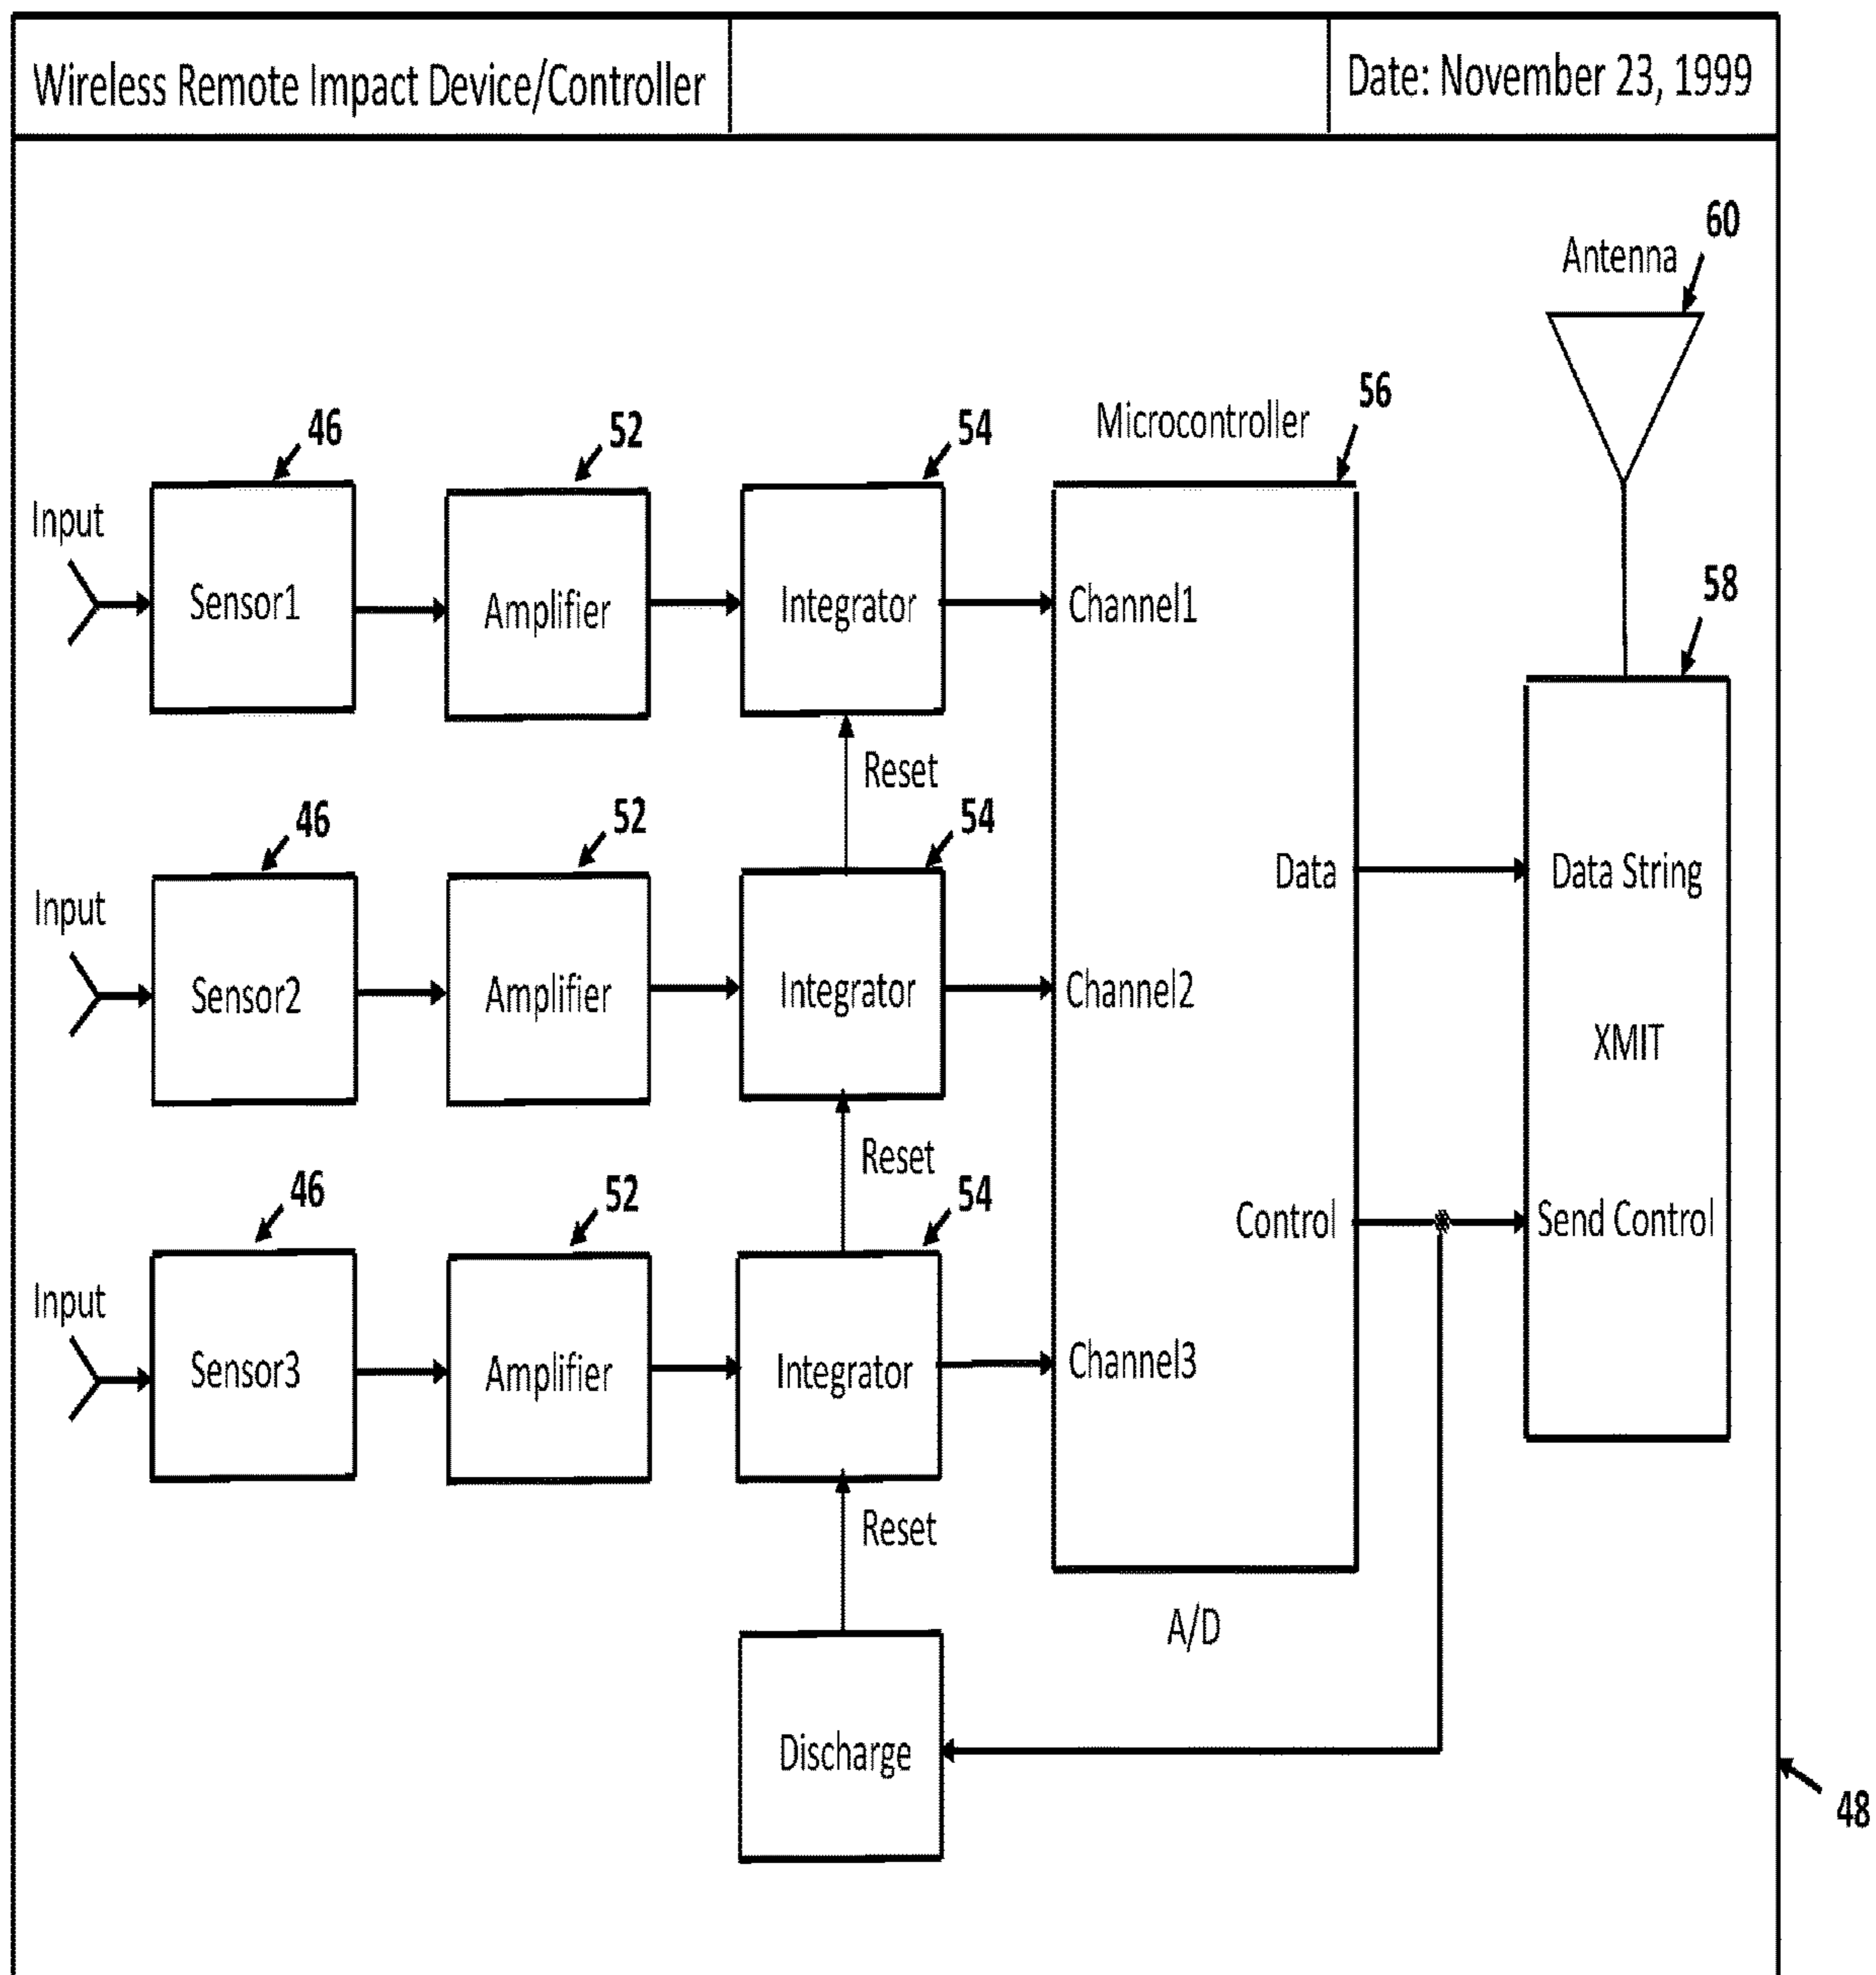 Wireless Remote Impact Device/Controller
Date: November 23, 1999
60
Antenna
56
Microcontroller
46
52
54
Input
Sensor1
Amplifier
Integrator
Channel1
58
Reset
46
52
54
Input
Data
Data String
Sensor2
Amplifier
Integrator
Channel2
XMIT
Reset
46
52
54
Control
Send Control
Input
Sensor3
Amplifier
Integrator
Channel3
Reset
A/D
Discharge
48